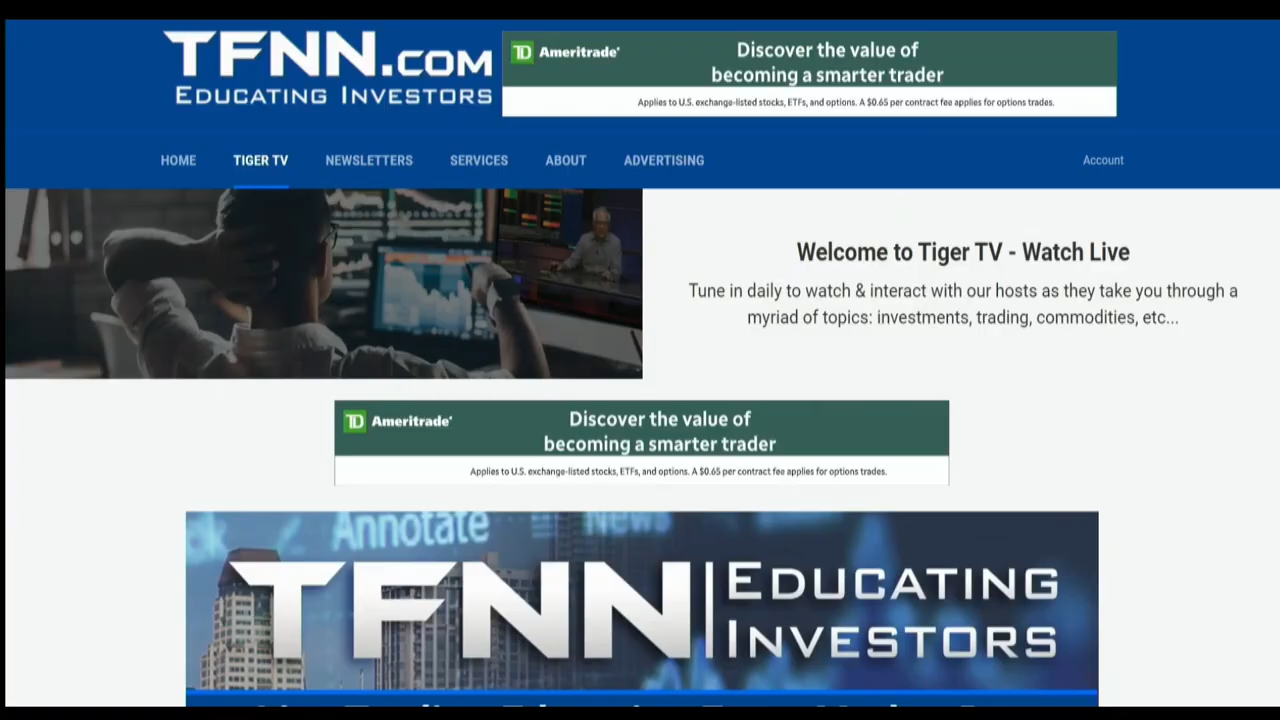 TFNN.COM
EDUCATING INVESTORS
TD Ameritrade
Discover the value of
becoming a smarter trader
Applies to U.S. exchange-listed stocks, ETFs, and options. A $0.65 per contract fee applies for options trades.
HOME TIGER TV NEWSLETTERS SERVICES ABOUT ADVERTISING Account
Welcome to Tiger TV - Watch Live
Tune in daily to watch & interact with our hosts as they take you through a
myriad of topics: investments, trading, commodities, etc...
TD Ameritrade
Discover the value of
becoming a smarter trader
Applies to U.S. exchange-listed stocks, ETFs, and options. A $0.65 per contract fee applies for options trades.
Annotate News
TFNN EDUCATING
INVESTORS